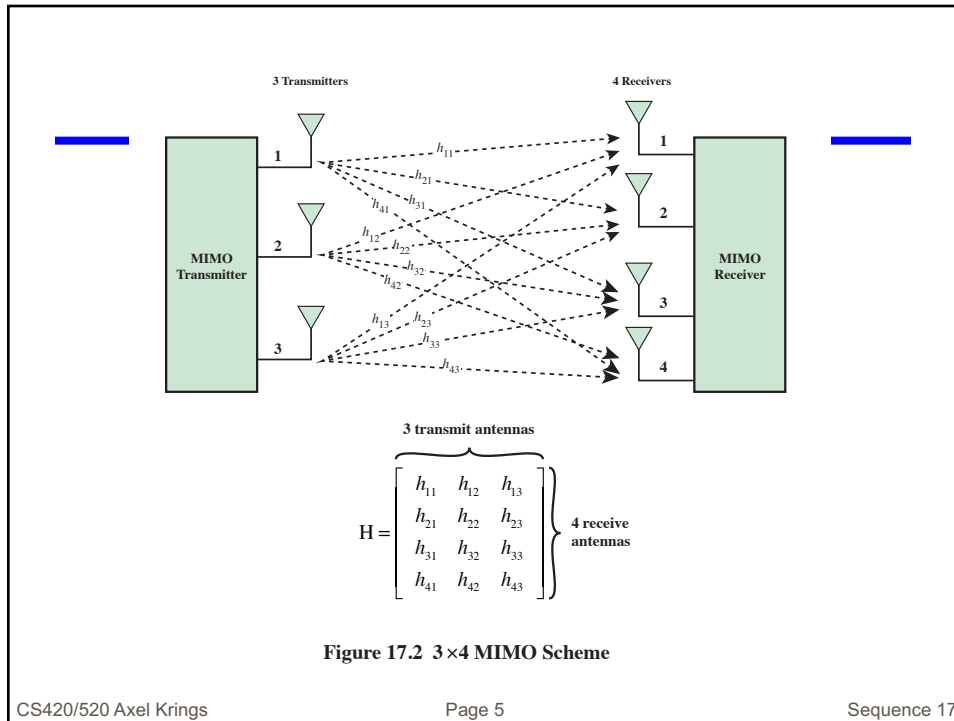 3 Transmitters
4 Receivers
1
2
3
MIMO
Transmitter
h11
h21
h31
h41
h12
h22
h32
h42
h13
h23
h33
h43
1
2
3
4
MIMO
Receiver
3 transmit antennas
H =
h11 h12 h13
h21 h22 h23
h31 h32 h33
h41 h42 h43
4 receive
antennas
Figure 17.2 3×4 MIMO Scheme
CS420/520 Axel Krings Page 5 Sequence 17